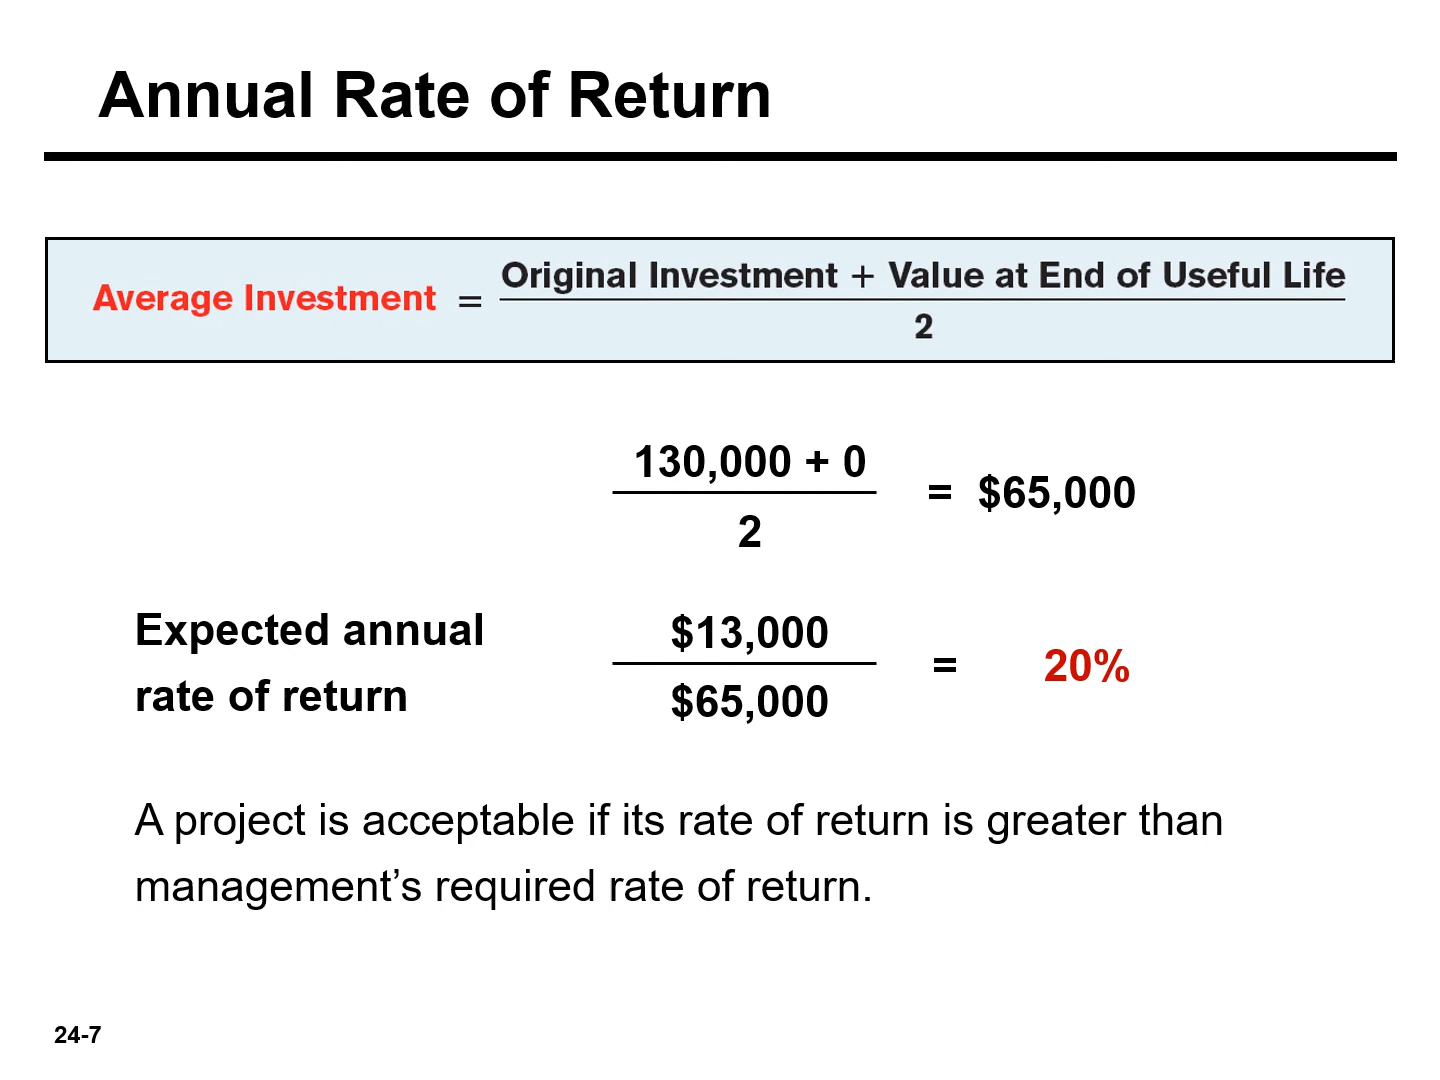 Annual Rate of Return
Average Investment = Original Investment + Value at End of Useful Life
2
130,000 + 0
2
= $65,000
Expected annual
rate of return
$13,000
$65,000
= 20%
A project is acceptable if its rate of return is greater than
management’s required rate of return.
24-7